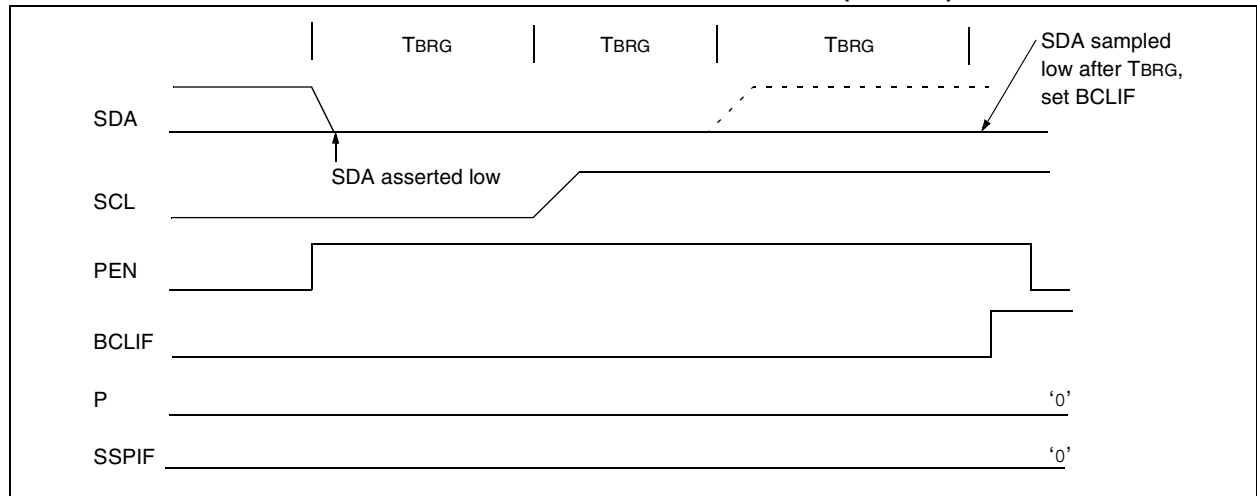 TBRG TBRG TBRG
SDA sampled
low after TBRG,
set BCLIF
SDA
SDA asserted low
SCL
PEN
BCLIF
P ‘0’
SSPIF ‘0’